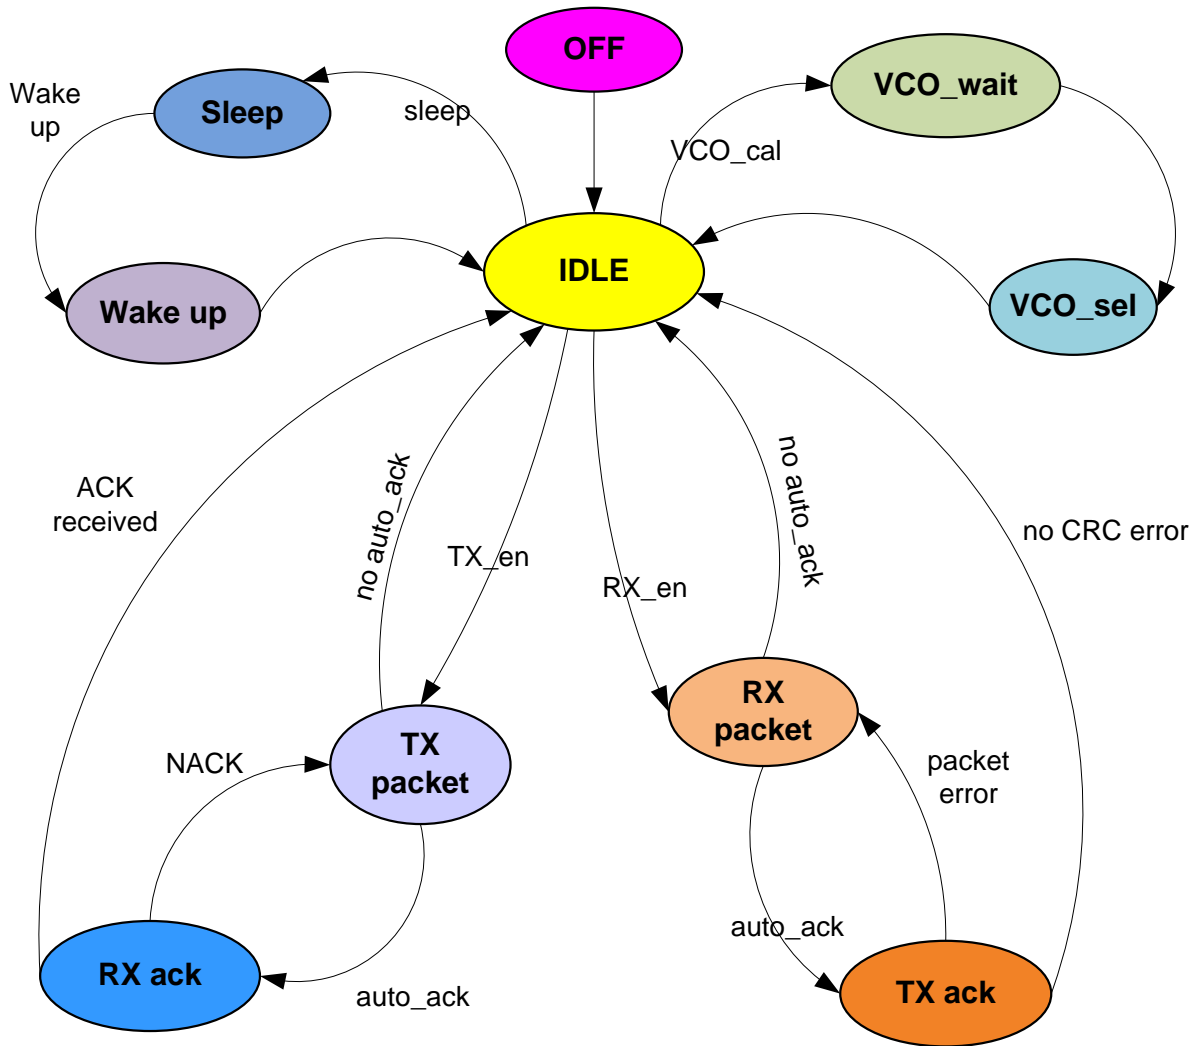 OFF
VCO_wait
Wake
up
Sleep
sleep
VCO_cal
IDLE
Wake up
VCO_sel
ACK
received
no auto_ack
TX_en
RX_en
no auto_ack
no CRC error
RX
packet
TX
packet
NACK
packet
error
auto_ack
RX ack
auto_ack
TX ack